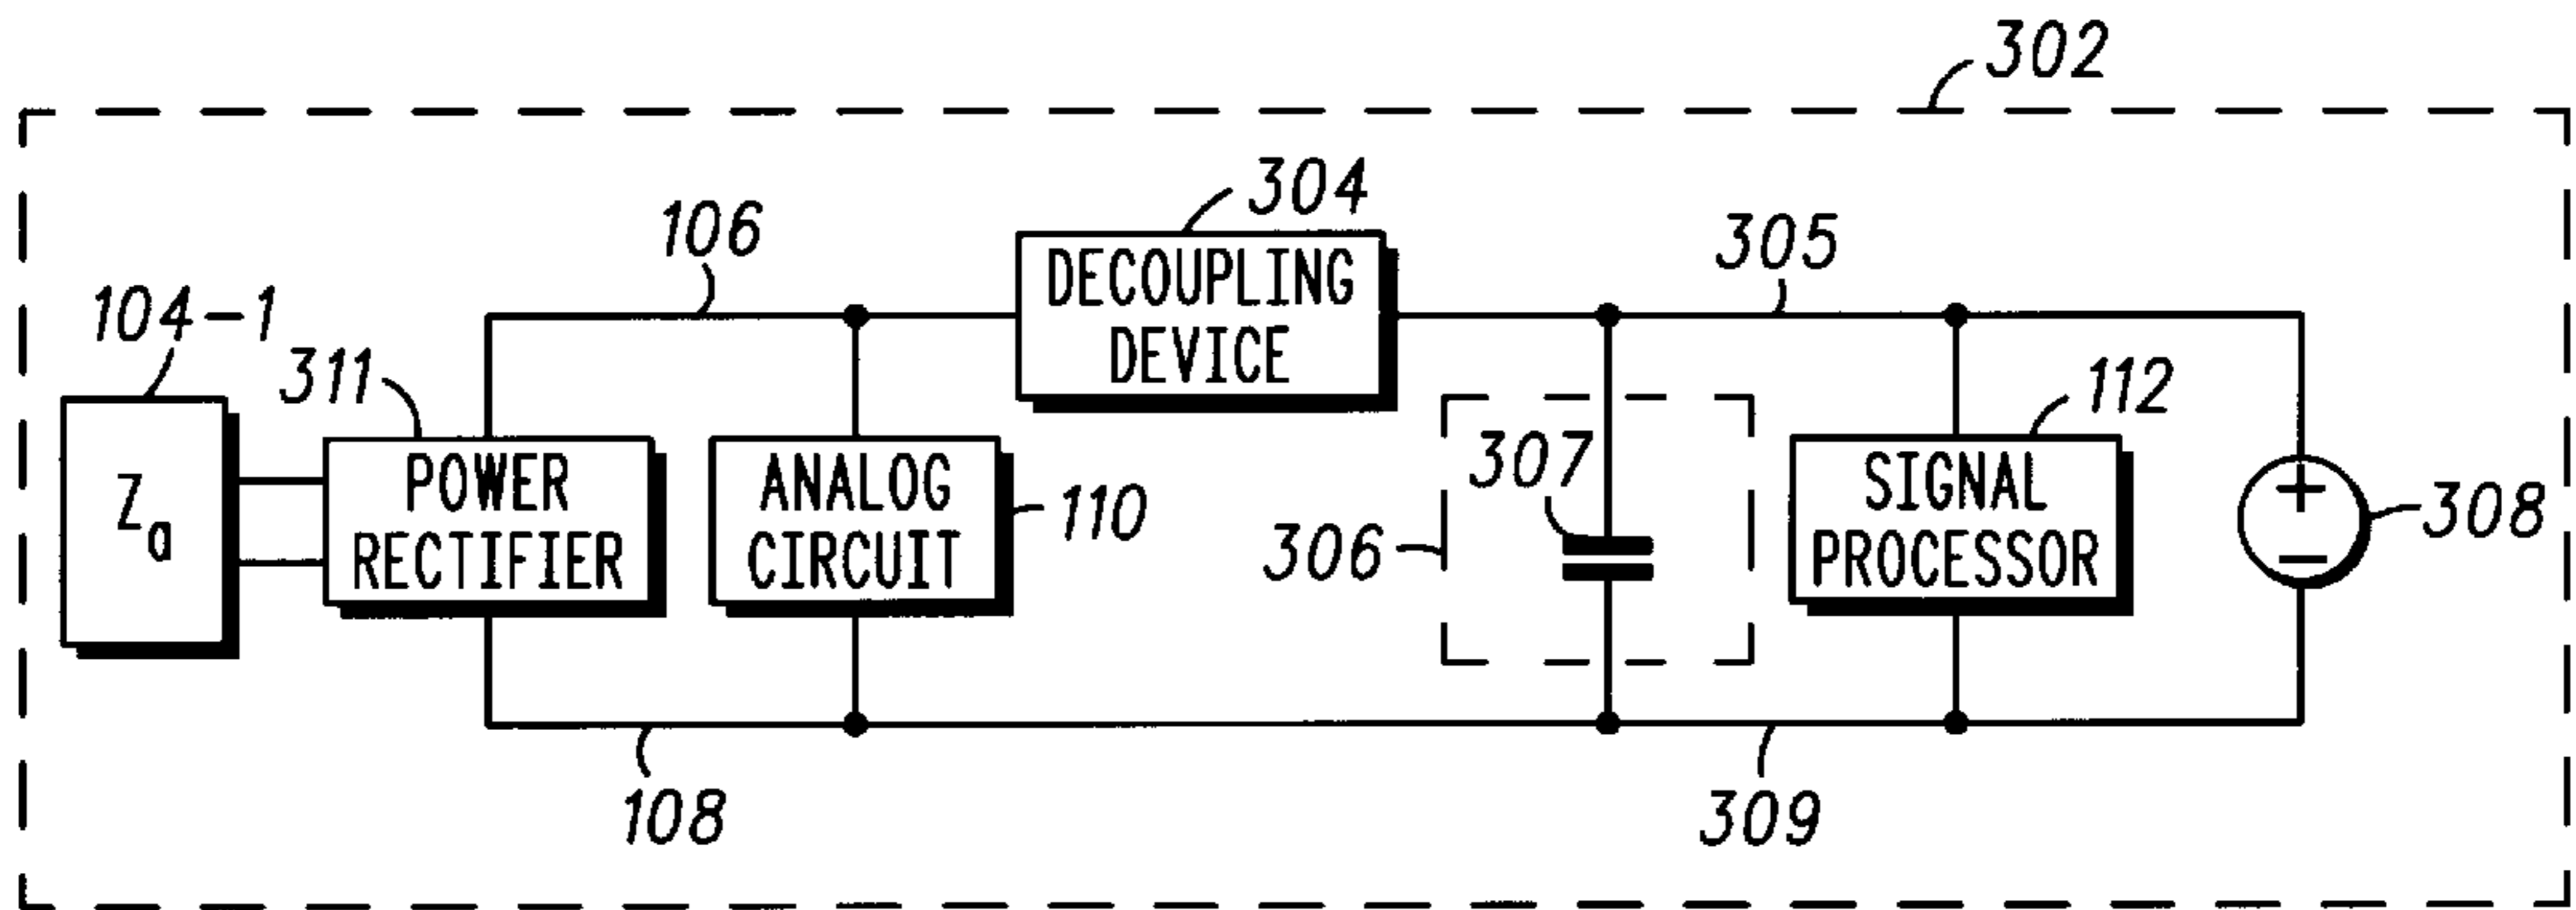 302
304
106
305
104-1
DECOUPLING
DEVICE
311
112
Za
POWER
RECTIFIER
ANALOG
CIRCUIT
110
307
306
SIGNAL
PROCESSOR
+
−
308
108
309